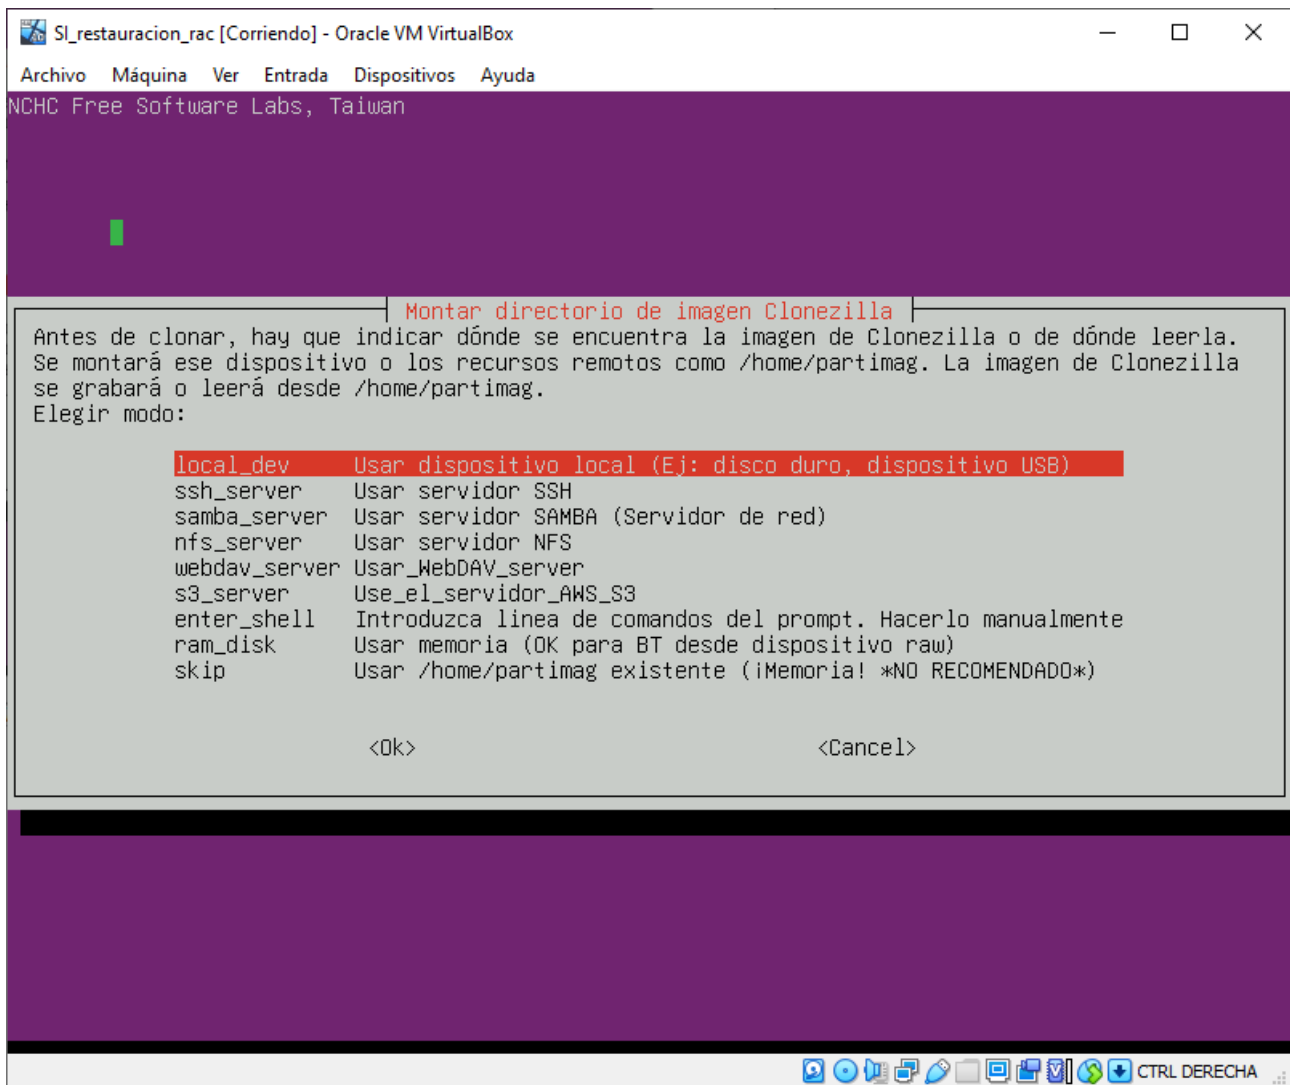 SI_restauracion_rac [Corriendo] - Oracle VM VirtualBox
Archivo Máquina Ver Entrada Dispositivos Ayuda
NCHC Free Software Labs, Taiwan
Montar directorio de imagen Clonezilla
Antes de clonar, hay que indicar dónde se encuentra la imagen de Clonezilla o de dónde leerla.
Se montará ese dispositivo o los recursos remotos como /home/partimag. La imagen de Clonezilla
se grabará o leerá desde /home/partimag.
Elegir modo:
local_dev Usar dispositivo local (Ej: disco duro, dispositivo USB)
ssh_server Usar servidor SSH
samba_server Usar servidor SAMBA (Servidor de red)
nfs_server Usar servidor NFS
webdav_server Usar_WebDAV_server
s3_server Use_el_servidor_AWS_S3
enter_shell Introduzca linea de comandos del prompt. Hacerlo manualmente
ram_disk Usar memoria (OK para BT desde dispositivo raw)
skip Usar /home/partimag existente (¡Memoria! *NO RECOMENDADO*)
<Ok> <Cancel>
CTRL DERECHA